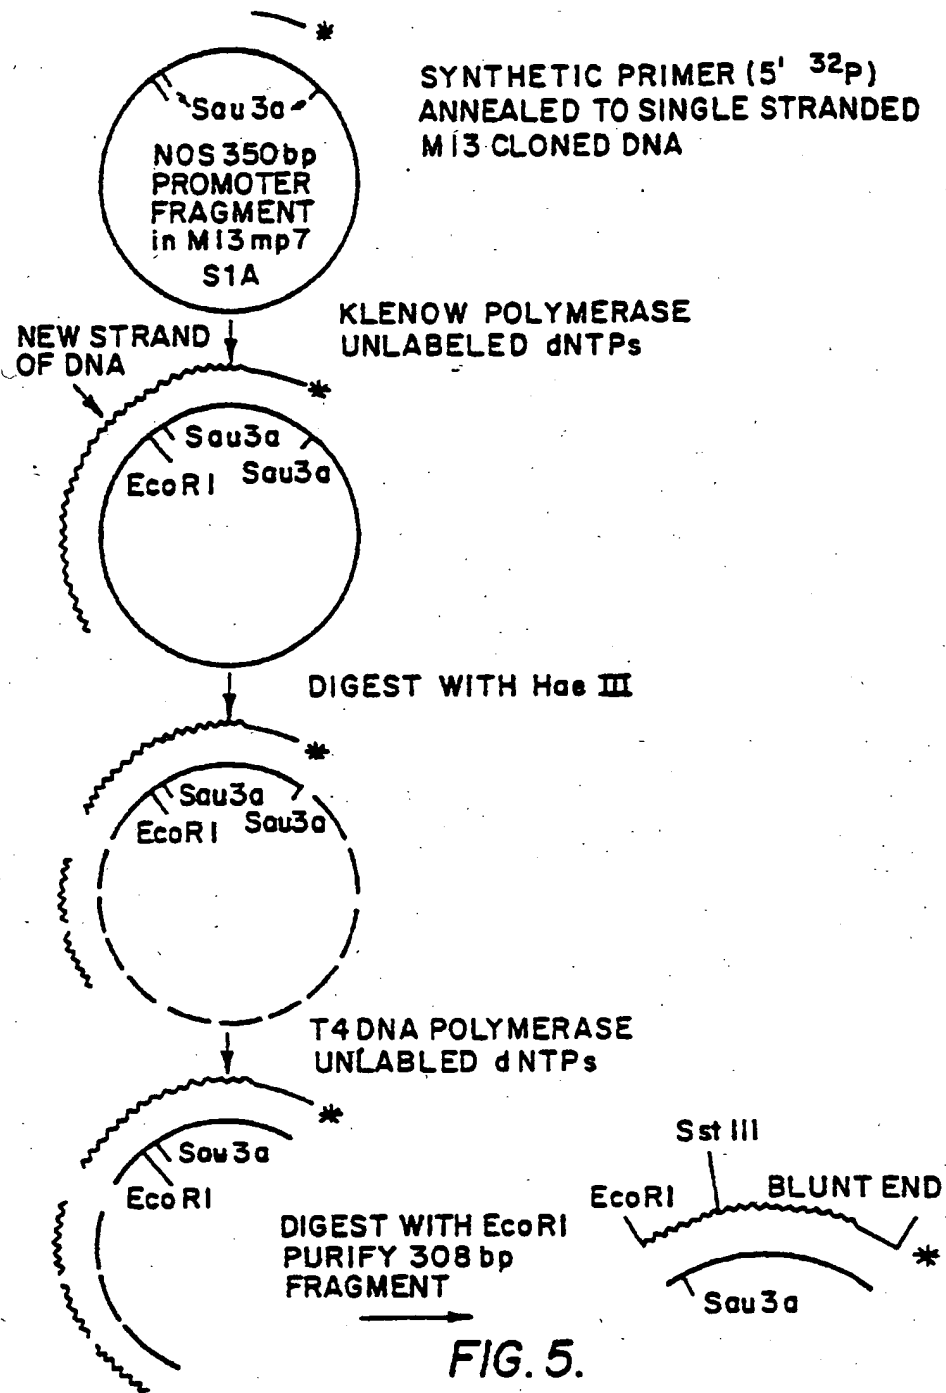 *
SYNTHETIC PRIMER (5' 32P)
ANNEALED TO SINGLE STRANDED
M13 CLONED DNA
Sau3a
NOS 350bp
PROMOTER
FRAGMENT
in M13mp7
S1A
KLENOW POLYMERASE
UNLABELED dNTPs
NEW STRAND
OF DNA
*
Sau3a
Sau3a
EcoRI
DIGEST WITH Hae III
*
Sau3a
Sau3a
EcoRI
T4 DNA POLYMERASE
UNLABLED dNTPs
*
Sau3a
EcoRI
DIGEST WITH EcoRI
PURIFY 308bp
FRAGMENT
Sst III
EcoRI
BLUNT END
*
Sau3a
FIG. 5.